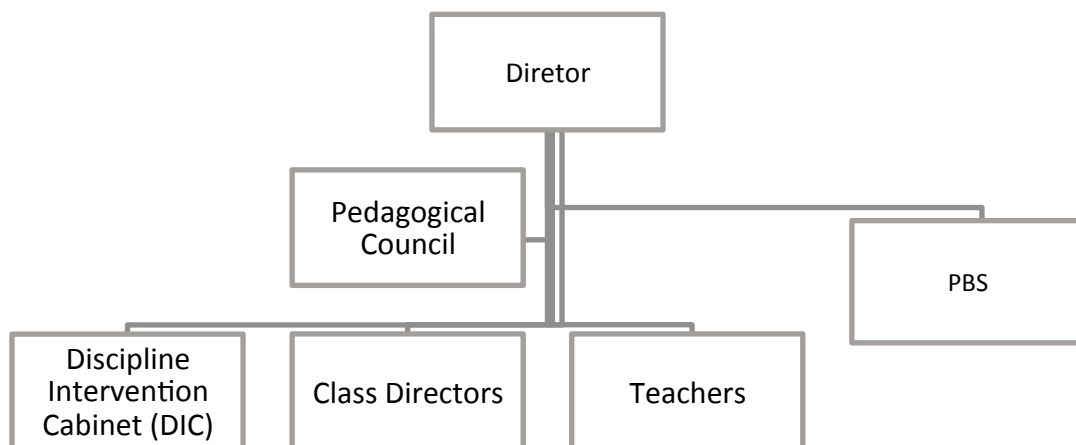 Diretor
Pedagogical
Council
PBS
Discipline
Intervention
Cabinet (DIC)
Class Directors
Teachers